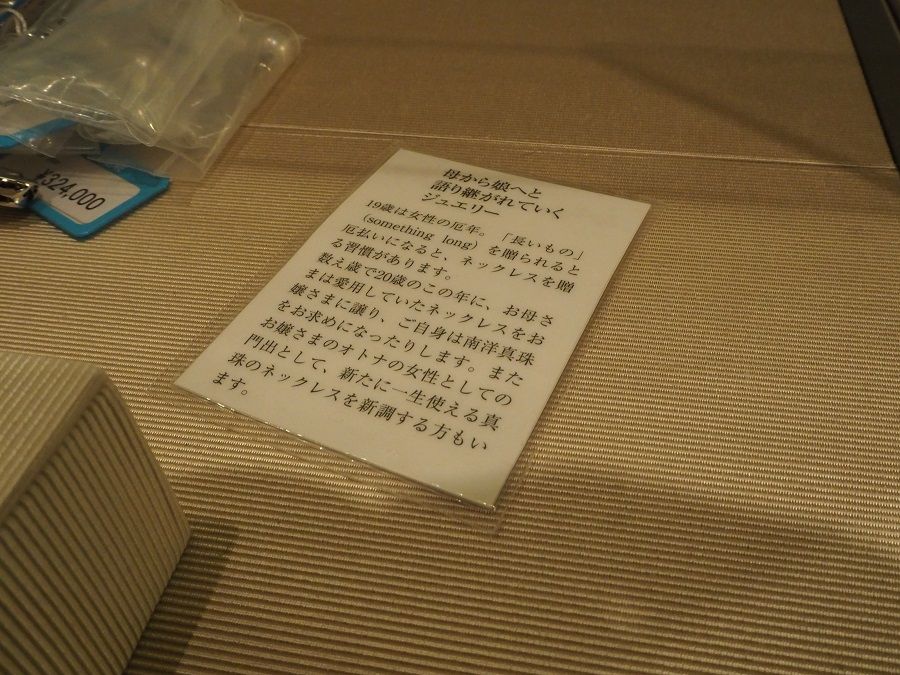 ¥324,000
母から娘へと
語り継がれていく
ジュエリー
19歳は女性の厄年。「長いもの」
(something long)を贈られると
厄払いになると、ネックレスを贈
る習慣があります。
数え歳で20歳のこの年に、お母さ
まは愛用していたネックレスをお
嬢さまに譲り、ご自身は南洋真珠
をお求めになったりします。また
お嬢さまのオトナの女性としての
門出として、新たに一生使える真
珠のネックレスを新調する方もい
ます。